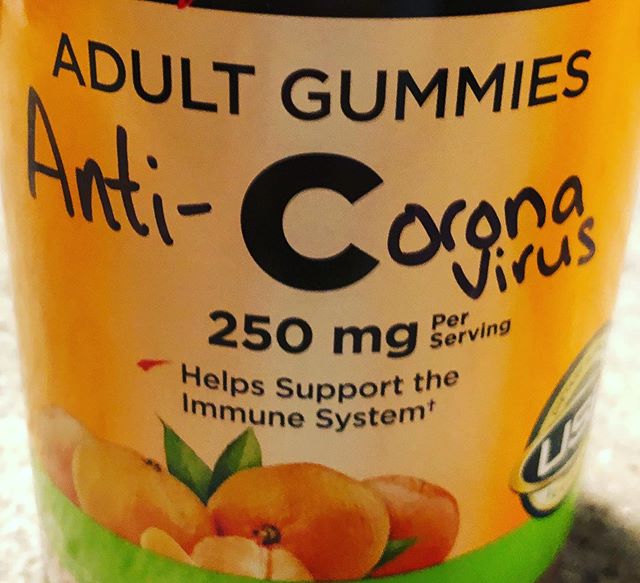 ADULT GUMMIES
Anti- Corona
virus
250 mg Per
Serving
Helps Support the
Immune System†